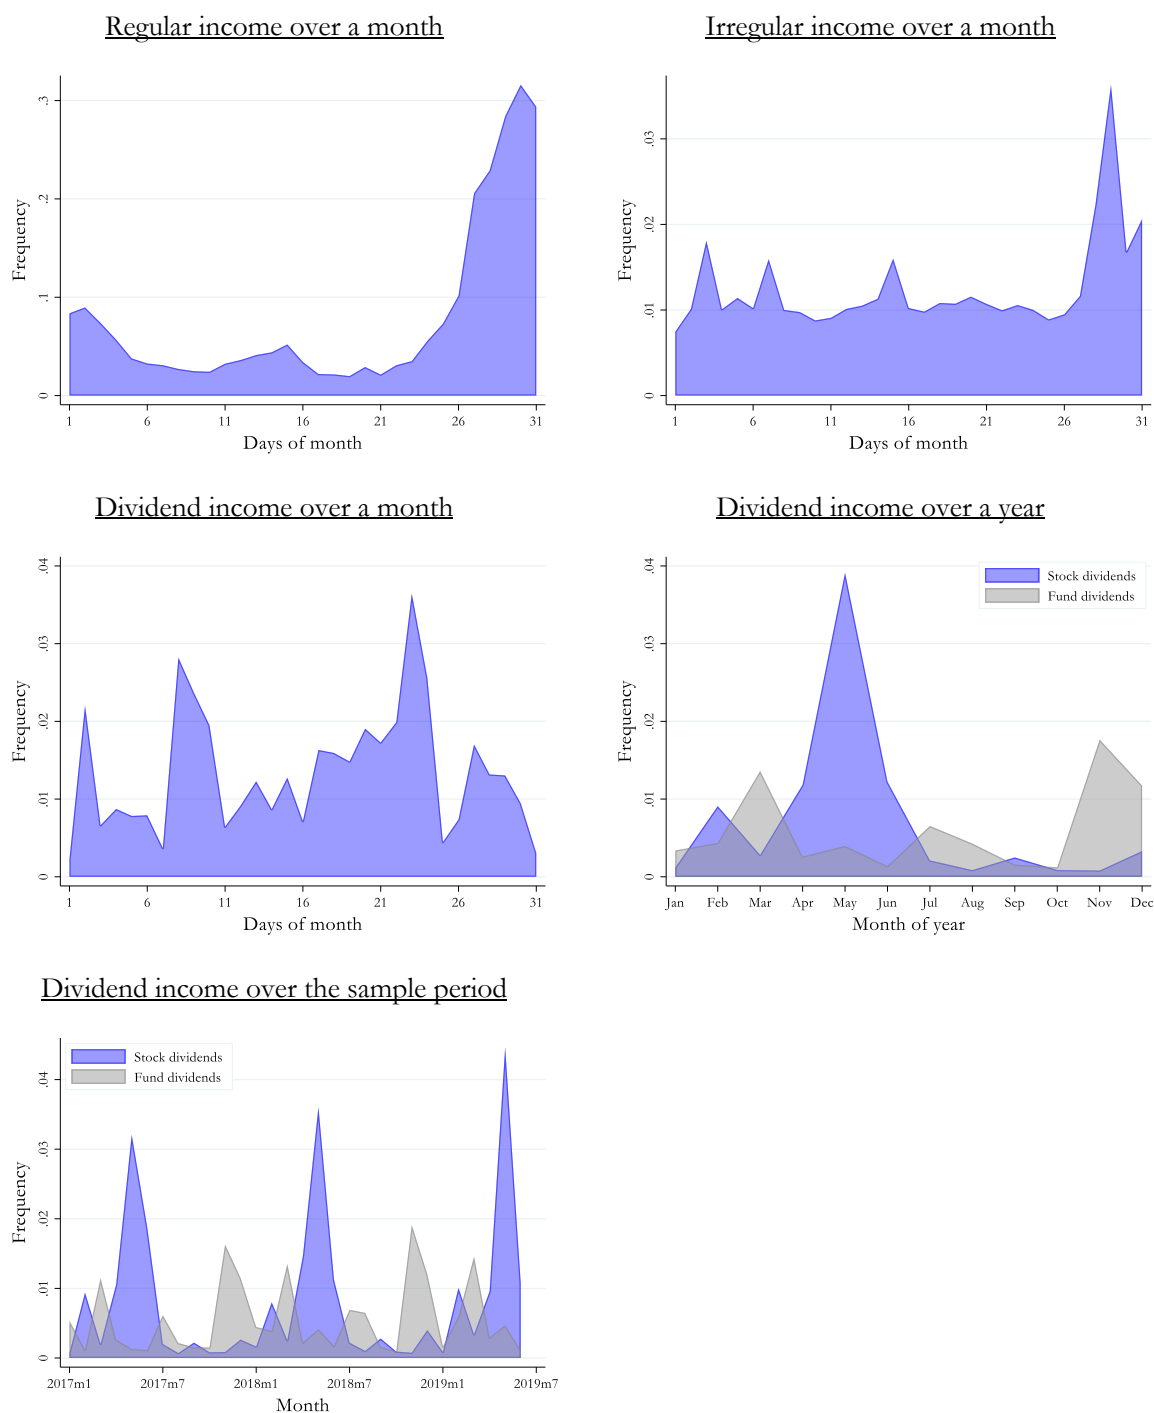 Regular income over a month
Frequency
.3
.2
.1
0
1 6 11 16 21 26 31
Days of month
Irregular income over a month
Frequency
.03
.02
.01
0
1 6 11 16 21 26 31
Days of month
Dividend income over a month
Frequency
.04
.03
.02
.01
0
1 6 11 16 21 26 31
Days of month
Dividend income over a year
Stock dividends
Fund dividends
Frequency
.04
.03
.02
.01
0
Jan Feb Mar Apr May Jun Jul Aug Sep Oct Nov Dec
Month of year
Dividend income over the sample period
Stock dividends
Fund dividends
Frequency
.04
.03
.02
.01
0
2017m1 2017m7 2018m1 2018m7 2019m1 2019m7
Month